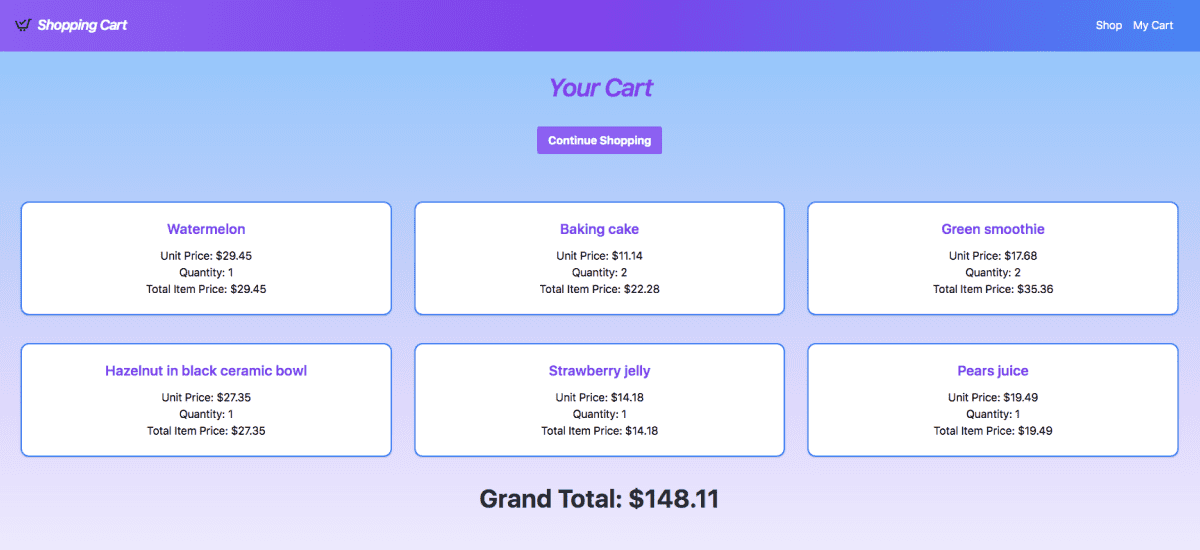 Shopping Cart
Shop My Cart
Your Cart
Continue Shopping
Watermelon
Unit Price: $29.45
Quantity: 1
Total Item Price: $29.45
Baking cake
Unit Price: $11.14
Quantity: 2
Total Item Price: $22.28
Green smoothie
Unit Price: $17.68
Quantity: 2
Total Item Price: $35.36
Hazelnut in black ceramic bowl
Unit Price: $27.35
Quantity: 1
Total Item Price: $27.35
Strawberry jelly
Unit Price: $14.18
Quantity: 1
Total Item Price: $14.18
Pears juice
Unit Price: $19.49
Quantity: 1
Total Item Price: $19.49
Grand Total: $148.11